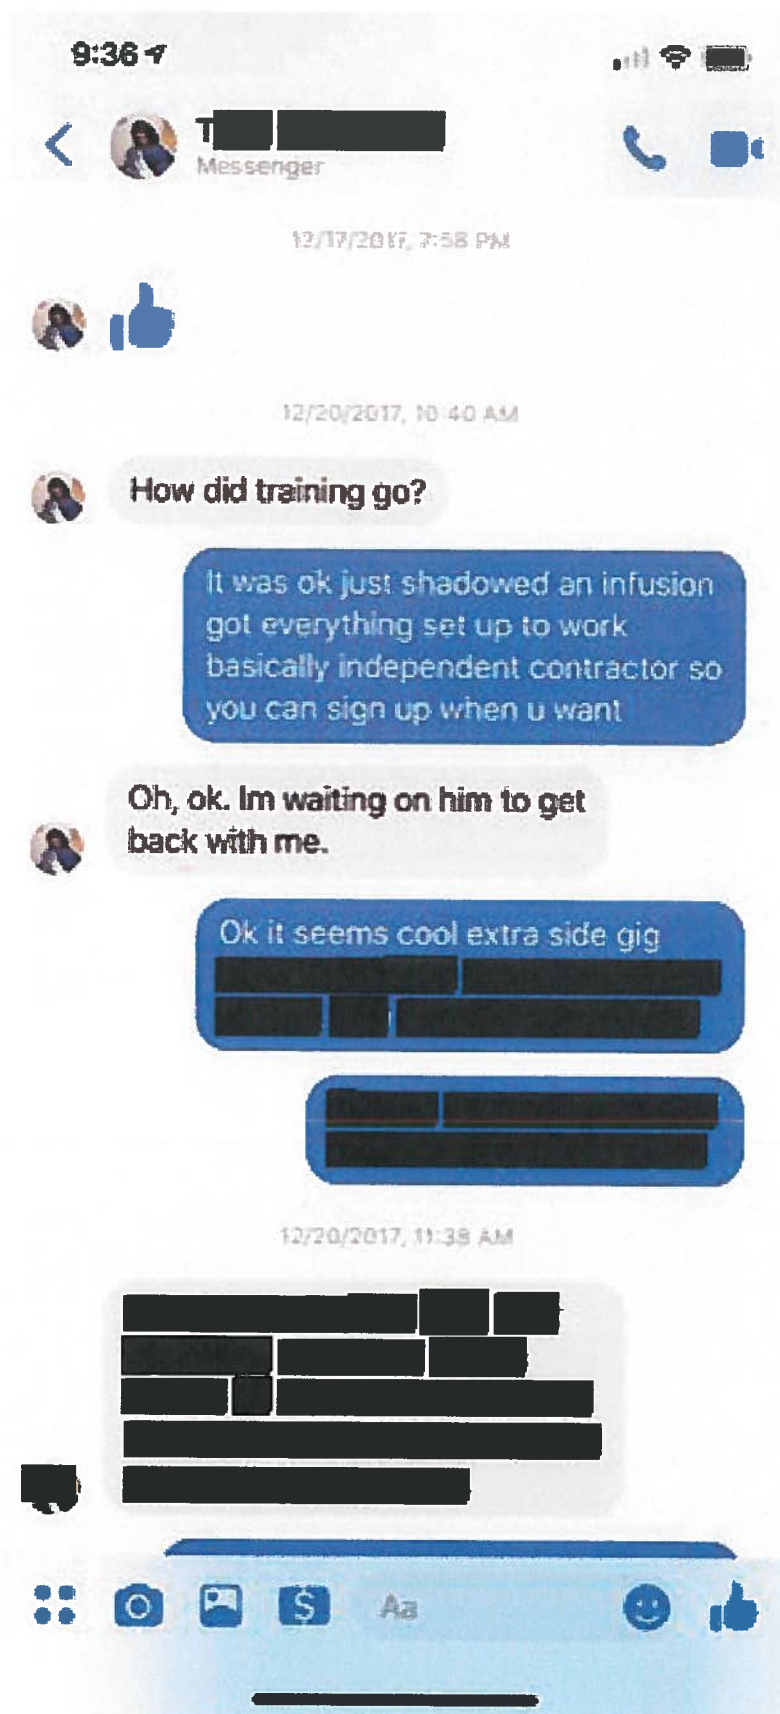 9:36
T
Messenger
12/17/2017, 7:58 PM
12/20/2017, 10:40 AM
How did training go?
It was ok just shadowed an infusion
got everything set up to work
basically independent contractor so
you can sign up when u want
Oh, ok. Im waiting on him to get
back with me.
Ok it seems cool extra side gig
12/20/2017, 11:38 AM
$
Aa